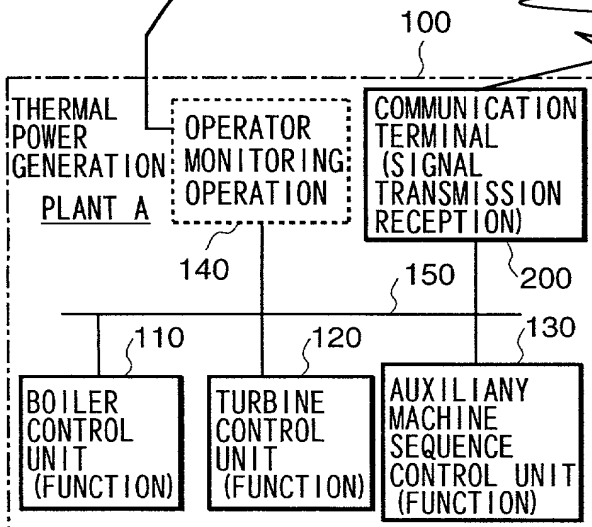 100
THERMAL
POWER
GENERATION
PLANT A
OPERATOR
MONITORING
OPERATION
COMMUNICATION
TERMINAL
(SIGNAL
TRANSMISSION
RECEPTION)
140
200
150
110
120
130
BOILER
CONTROL
UNIT
(FUNCTION)
TURBINE
CONTROL
UNIT
(FUNCTION)
AUXILIANY
MACHINE
SEQUENCE
CONTROL UNIT
(FUNCTION)